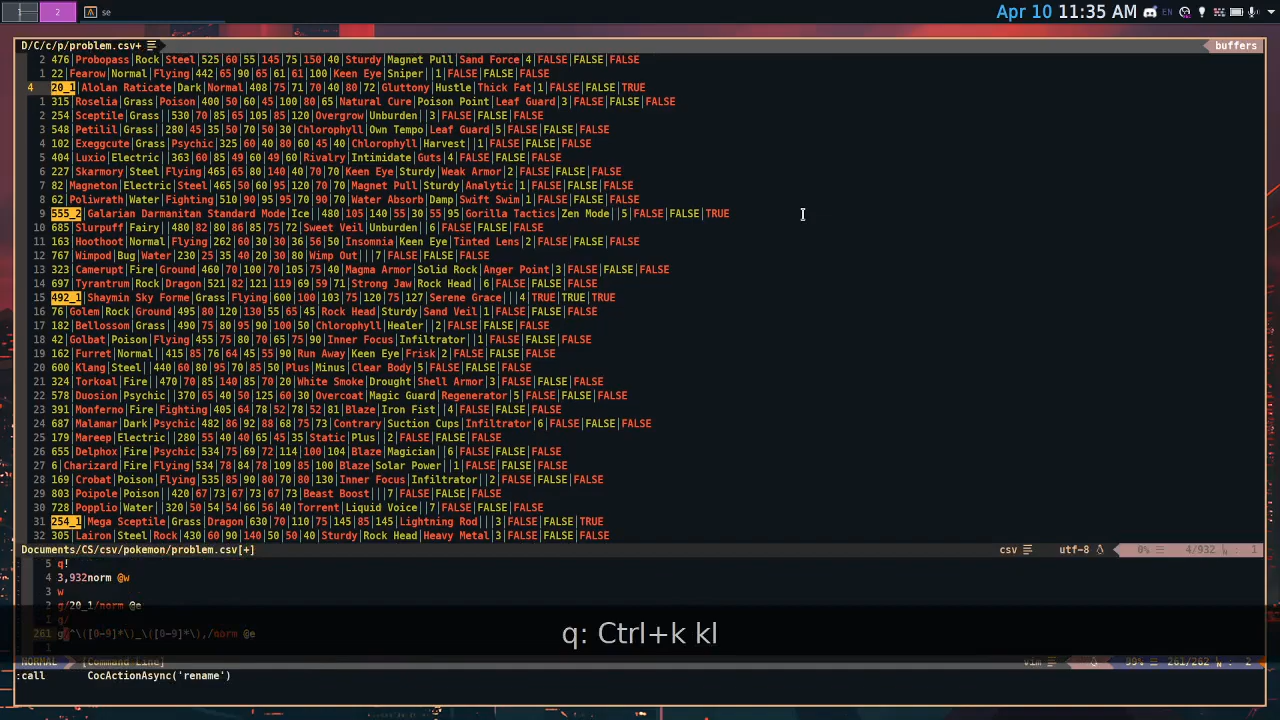 1 2 se Apr 10 11:35 AM EN
D/C/c/p/problem.csv+ buffers
2 476|Probopass|Rock|Steel|525|60|55|145|75|150|40|Sturdy|Magnet Pull|Sand Force|4|FALSE|FALSE|FALSE
1 22|Fearow|Normal|Flying|442|65|90|65|61|61|100|Keen Eye|Sniper||1|FALSE|FALSE|FALSE
4 20_1|Alolan Raticate|Dark|Normal|408|75|71|70|40|80|72|Gluttony|Hustle|Thick Fat|1|FALSE|FALSE|TRUE
1 315|Roselia|Grass|Poison|400|50|60|45|100|80|65|Natural Cure|Poison Point|Leaf Guard|3|FALSE|FALSE|FALSE
2 254|Sceptile|Grass||530|70|85|65|105|85|120|Overgrow|Unburden||3|FALSE|FALSE|FALSE
3 548|Petilil|Grass||280|45|35|50|70|50|30|Chlorophyll|Own Tempo|Leaf Guard|5|FALSE|FALSE|FALSE
4 102|Exeggcute|Grass|Psychic|325|60|40|80|60|45|40|Chlorophyll|Harvest||1|FALSE|FALSE|FALSE
5 404|Luxio|Electric||363|60|85|49|60|49|60|Rivalry|Intimidate|Guts|4|FALSE|FALSE|FALSE
6 227|Skarmory|Steel|Flying|465|65|80|140|40|70|70|Keen Eye|Sturdy|Weak Armor|2|FALSE|FALSE|FALSE
7 82|Magneton|Electric|Steel|465|50|60|95|120|70|70|Magnet Pull|Sturdy|Analytic|1|FALSE|FALSE|FALSE
8 62|Poliwrath|Water|Fighting|510|90|95|95|70|90|70|Water Absorb|Damp|Swift Swim|1|FALSE|FALSE|FALSE
9 555_2|Galarian Darmanitan Standard Mode|Ice||480|105|140|55|30|55|95|Gorilla Tactics|Zen Mode||5|FALSE|FALSE|TRUE
10 685|Slurpuff|Fairy||480|82|80|86|85|75|72|Sweet Veil|Unburden||6|FALSE|FALSE|FALSE
11 163|Hoothoot|Normal|Flying|262|60|30|30|36|56|50|Insomnia|Keen Eye|Tinted Lens|2|FALSE|FALSE|FALSE
12 767|Wimpod|Bug|Water|230|25|35|40|20|30|80|Wimp Out|||7|FALSE|FALSE|FALSE
13 323|Camerupt|Fire|Ground|460|70|100|70|105|75|40|Magma Armor|Solid Rock|Anger Point|3|FALSE|FALSE|FALSE
14 697|Tyrantrum|Rock|Dragon|521|82|121|119|69|59|71|Strong Jaw|Rock Head||6|FALSE|FALSE|FALSE
15 492_1|Shaymin Sky Forme|Grass|Flying|600|100|103|75|120|75|127|Serene Grace|||4|TRUE|TRUE|TRUE
16 76|Golem|Rock|Ground|495|80|120|130|55|65|45|Rock Head|Sturdy|Sand Veil|1|FALSE|FALSE|FALSE
17 182|Bellossom|Grass||490|75|80|95|90|100|50|Chlorophyll|Healer||2|FALSE|FALSE|FALSE
18 42|Golbat|Poison|Flying|455|75|80|70|65|75|90|Inner Focus|Infiltrator||1|FALSE|FALSE|FALSE
19 162|Furret|Normal||415|85|76|64|45|55|90|Run Away|Keen Eye|Frisk|2|FALSE|FALSE|FALSE
20 600|Klang|Steel||440|60|80|95|70|85|50|Plus|Minus|Clear Body|5|FALSE|FALSE|FALSE
21 324|Torkoal|Fire||470|70|85|140|85|70|20|White Smoke|Drought|Shell Armor|3|FALSE|FALSE|FALSE
22 578|Duosion|Psychic||370|65|40|50|125|60|30|Overcoat|Magic Guard|Regenerator|5|FALSE|FALSE|FALSE
23 391|Monferno|Fire|Fighting|405|64|78|52|78|52|81|Blaze|Iron Fist||4|FALSE|FALSE|FALSE
24 687|Malamar|Dark|Psychic|482|86|92|88|68|75|73|Contrary|Suction Cups|Infiltrator|6|FALSE|FALSE|FALSE
25 179|Mareep|Electric||280|55|40|40|65|45|35|Static|Plus||2|FALSE|FALSE|FALSE
26 655|Delphox|Fire|Psychic|534|75|69|72|114|100|104|Blaze|Magician||6|FALSE|FALSE|FALSE
27 6|Charizard|Fire|Flying|534|78|84|78|109|85|100|Blaze|Solar Power||1|FALSE|FALSE|FALSE
28 169|Crobat|Poison|Flying|535|85|90|80|70|80|130|Inner Focus|Infiltrator||2|FALSE|FALSE|FALSE
29 803|Poipole|Poison||420|67|73|67|73|67|73|Beast Boost|||7|FALSE|FALSE|FALSE
30 728|Popplio|Water||320|50|54|54|66|56|40|Torrent|Liquid Voice||7|FALSE|FALSE|FALSE
31 254_1|Mega Sceptile|Grass|Dragon|630|70|110|75|145|85|145|Lightning Rod|||3|FALSE|FALSE|TRUE
32 305|Lairon|Steel|Rock|430|60|90|140|50|50|40|Sturdy|Rock Head|Heavy Metal|3|FALSE|FALSE|FALSE
Documents/CS/csv/pokemon/problem.csv[+] csv utf-8 0% 4/932 : 1
5 q!
4 3,932norm @w
3 w
2 g/20_1/norm @e
1 g/
261 g/^\([0-9]*\)_\([0-9]*\),/norm @e
1
q: Ctrl+k kl
NORMAL [Command Line] vim 99% 261/262 : 2
:call CocActionAsync('rename')